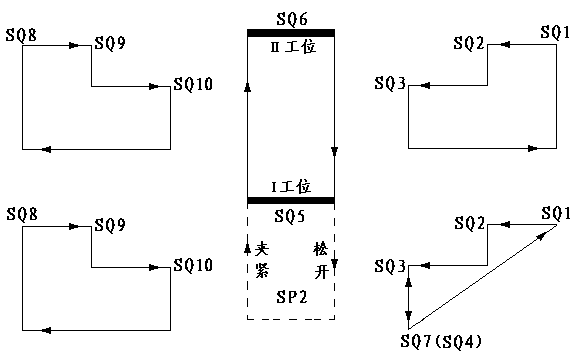 SQ8
SQ9
SQ10
SQ6
II工位
SQ2
SQ1
SQ3
I工位
SQ5
SQ8
SQ9
SQ10
夹紧
松开
SP2
SQ2
SQ1
SQ3
SQ7(SQ4)